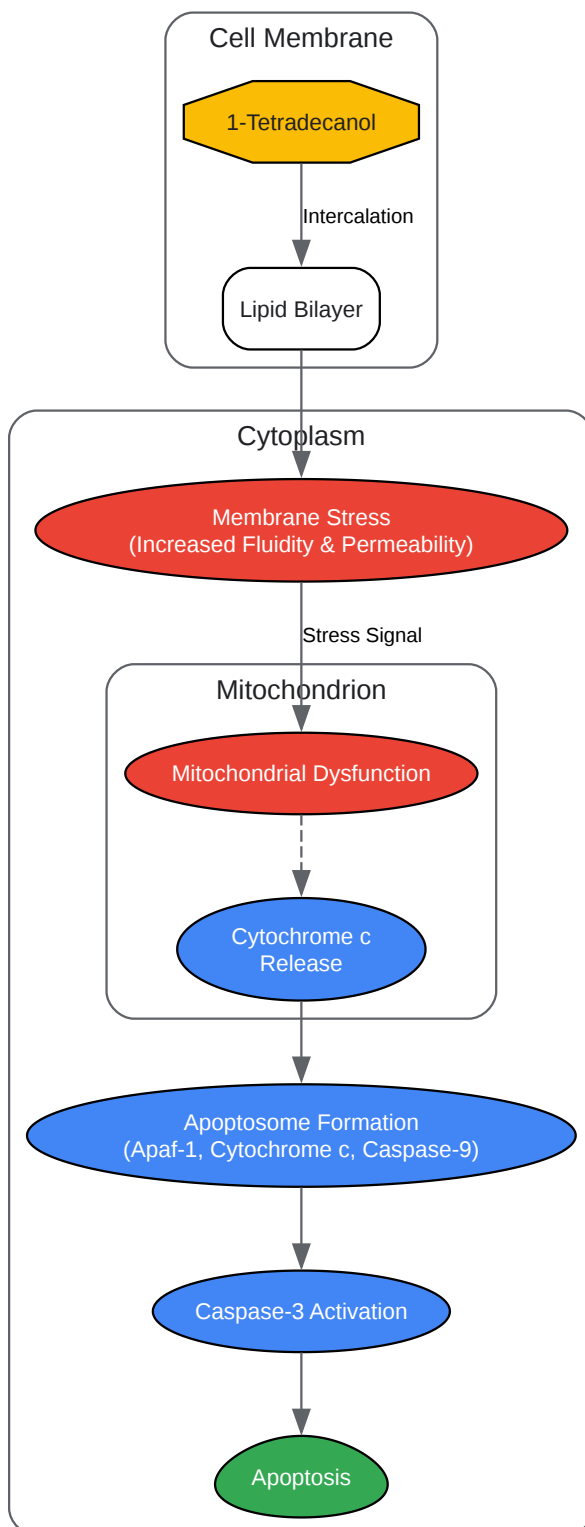 Cell Membrane
1-Tetradecanol
Intercalation
Lipid Bilayer
Cytoplasm
Membrane Stress
(Increased Fluidity & Permeability)
Stress Signal
Mitochondrion
Mitochondrial Dysfunction
Cytochrome c
Release
Apoptosome Formation
(Apaf-1, Cytochrome c, Caspase-9)
Caspase-3 Activation
Apoptosis